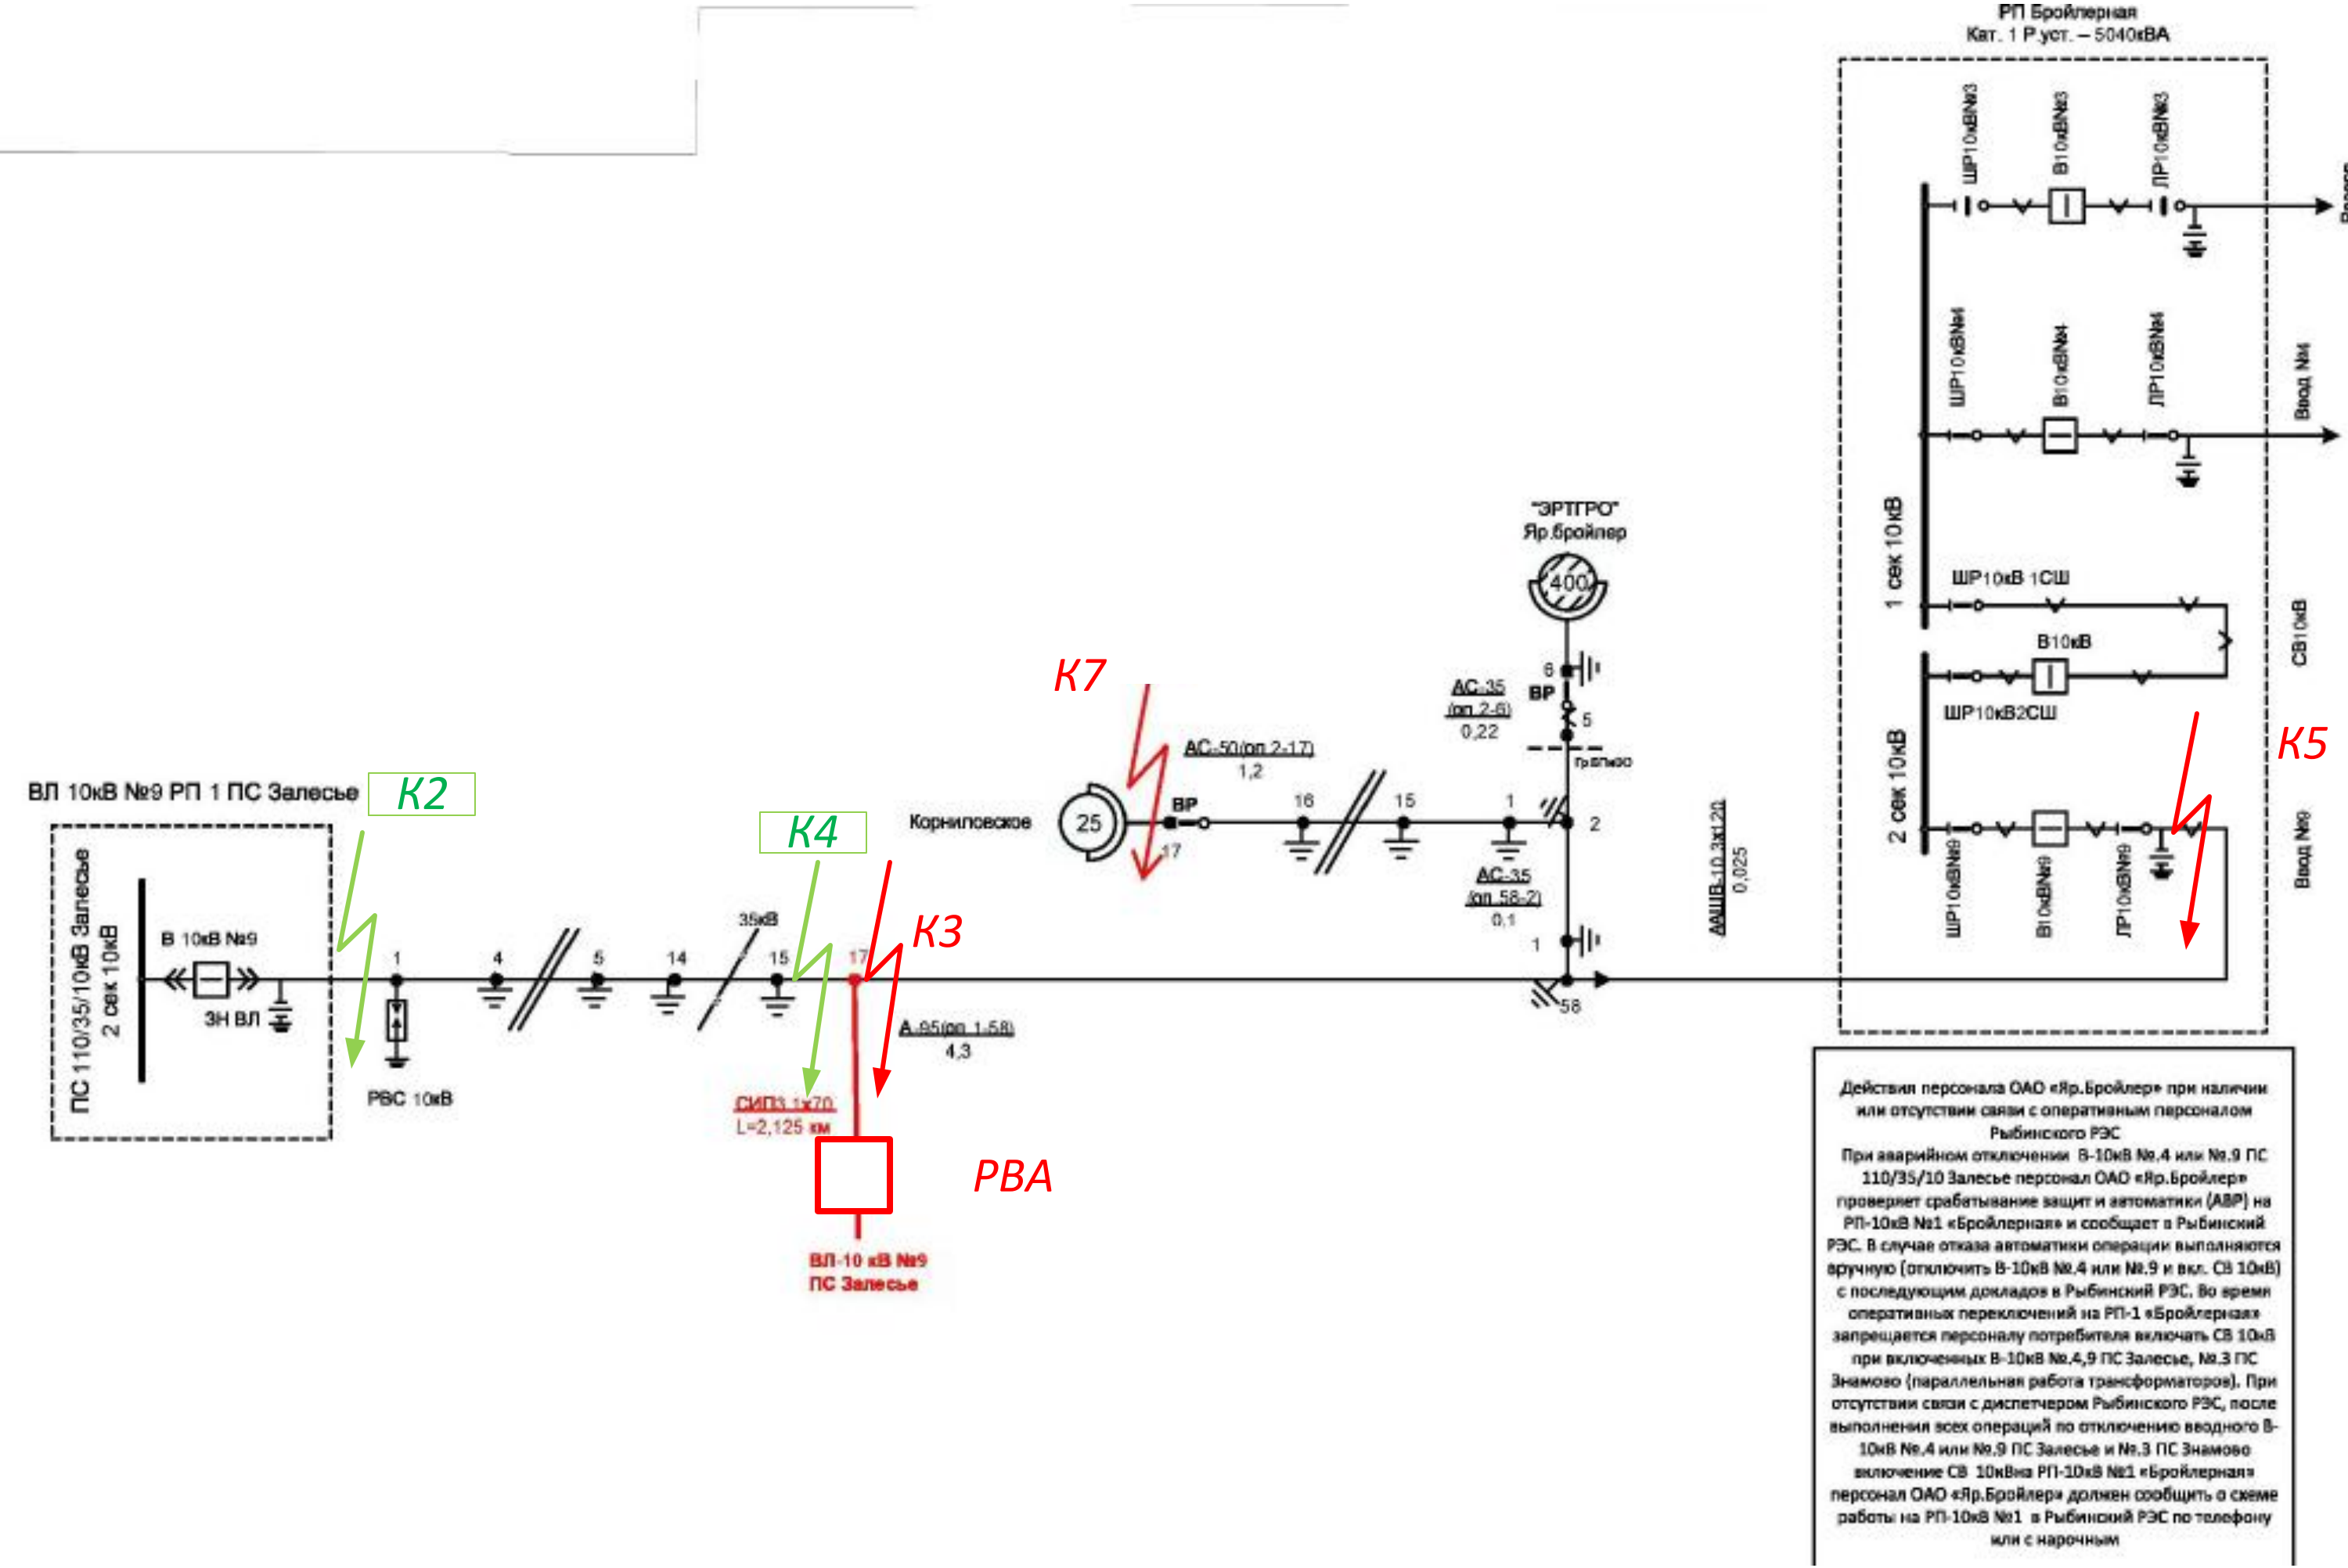 РП Бройлерная
Кат. 1 Р.уст. – 5040кВА
ШР10кВ№3
В10кВ№3
ЛР10кВ№3
ШР10кВ№4
В10кВ№4
ЛР10кВ№4
Ввод №4
1 сек 10кВ
ШР10кВ 1СШ
СВ10кВ
В10кВ
ШР10кВ2СШ
2 сек 10кВ
К5
ШР10кВ№9
В10кВ№9
ЛР10кВ№9
Ввод №9
"ЭРТГРО"
Яр.бройлер
400
6
ВР
5
АС-35
(оп.2-6)
0,22
К7
АС-50(оп.2-17)
1,2
Корниловское
25
ВР
17
16
15
1
2
АС-35
(оп.58-2)
0,1
1
58
ААШВ-10 3х120
0,025
ВЛ 10кВ №9 РП 1 ПС Залесье
К2
К4
К3
ПС 110/35/10кВ Залесье
2 сек 10кВ
В 10кВ №9
ЗН ВЛ
1
4
5
14
35кВ
15
17
РВС 10кВ
А-95(оп.1-58)
4,3
СИП3 1х70
L=2,125 км
РВА
ВЛ-10 кВ №9
ПС Залесье
Действия персонала ОАО «Яр.Бройлер» при наличии
или отсутствии связи с оперативным персоналом
Рыбинского РЭС
При аварийном отключении В-10кВ №.4 или №.9 ПС
110/35/10 Залесье персонал ОАО «Яр.Бройлер»
проверяет срабатывание защит и автоматики (АВР) на
РП-10кВ №1 «Бройлерная» и сообщает в Рыбинский
РЭС. В случае отказа автоматики операции выполняются
вручную (отключить В-10кВ №.4 или №.9 и вкл. СВ 10кВ)
с последующим докладов в Рыбинский РЭС. Во время
оперативных переключений на РП-1 «Бройлерная»
запрещается персоналу потребителя включать СВ 10кВ
при включенных В-10кВ №.4,9 ПС Залесье, №.3 ПС
Знамово (параллельная работа трансформаторов). При
отсутствии связи с диспетчером Рыбинского РЭС, после
выполнения всех операций по отключению вводного В-
10кВ №.4 или №.9 ПС Залесье и №.3 ПС Знамово
включение СВ 10кВна РП-10кВ №1 «Бройлерная»
персонал ОАО «Яр.Бройлер» должен сообщить о схеме
работы на РП-10кВ №1 в Рыбинский РЭС по телефону
или с нарочным